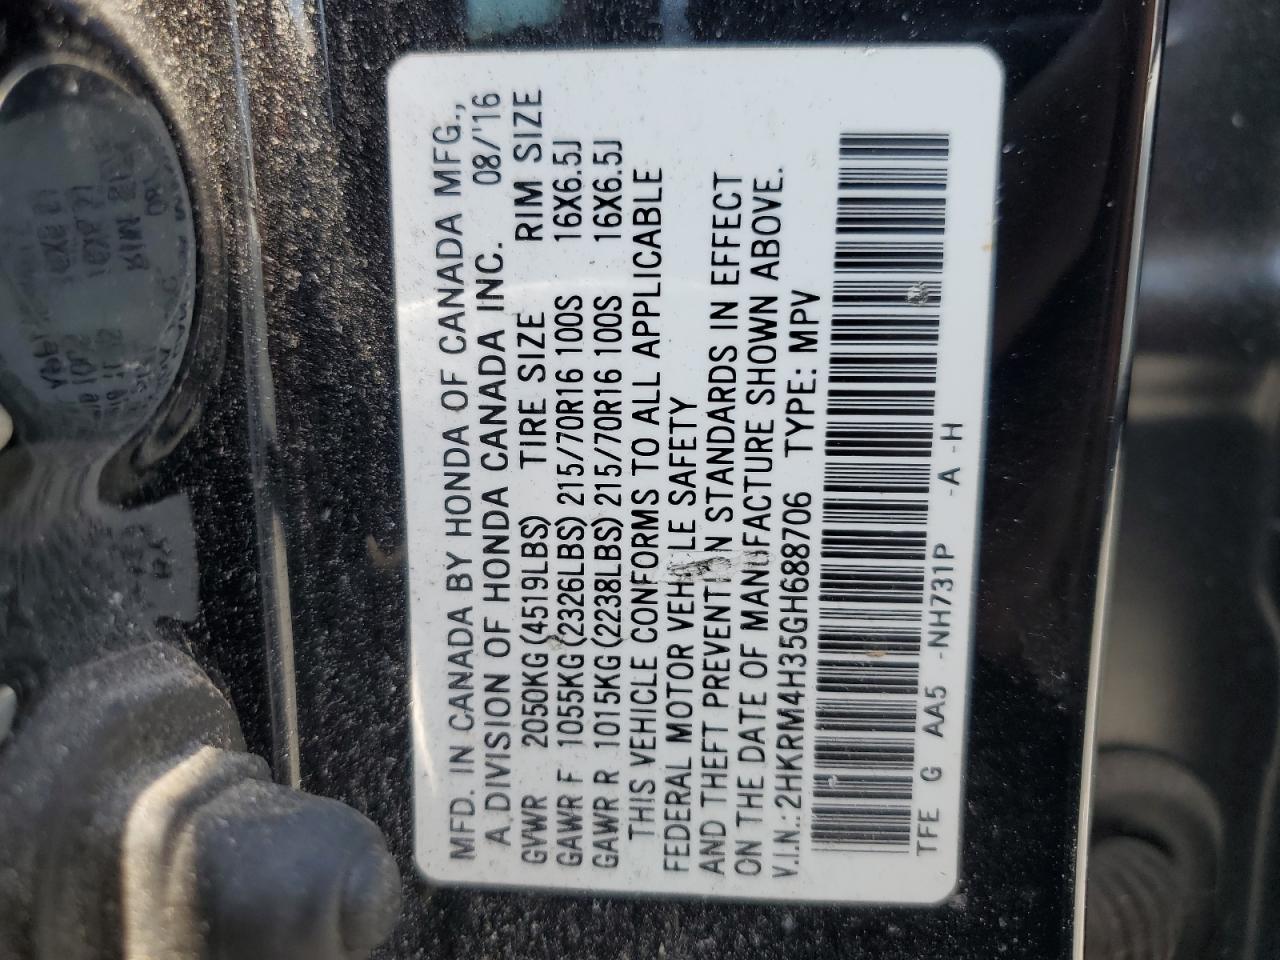 MFD. IN CANADA BY HONDA OF CANADA MFG.,
A DIVISION OF HONDA CANADA INC. 08/'16
GVWR 2050KG(4519LBS) TIRE SIZE RIM SIZE
GAWR F 1055KG(2326LBS) 215/70R16 100S 16X6.5J
GAWR R 1015KG(2238LBS) 215/70R16 100S 16X6.5J
THIS VEHICLE CONFORMS TO ALL APPLICABLE
FEDERAL MOTOR VEHICLE SAFETY
AND THEFT PREVENTION STANDARDS IN EFFECT
ON THE DATE OF MANUFACTURE SHOWN ABOVE.
V.I.N.:2HKRM4H35GH688706 TYPE: MPV
TFE G AA5 -NH731P -A -H